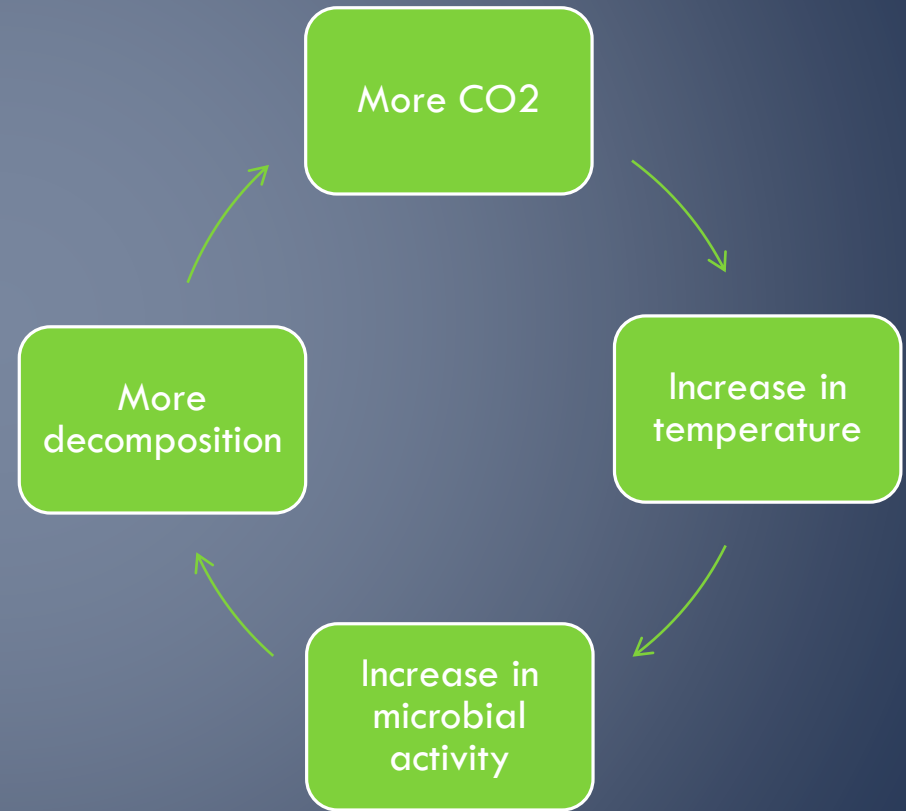 More CO2
Increase in
temperature
Increase in
microbial
activity
More
decomposition